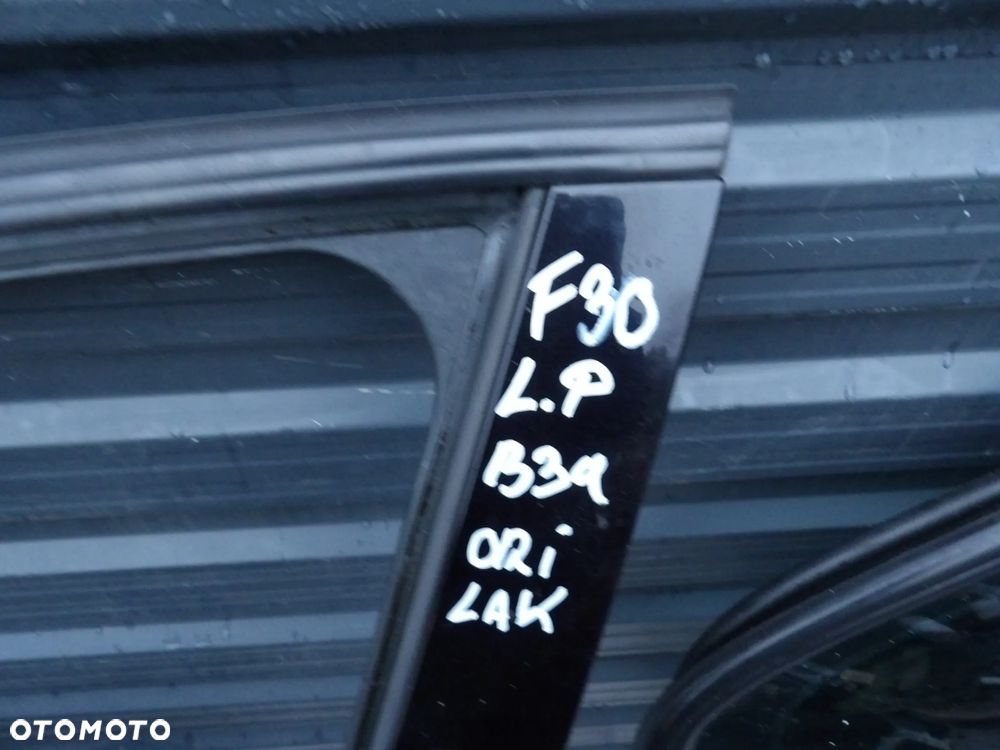 F30
L.P
B39
ORi
LAK
OTOMOTO